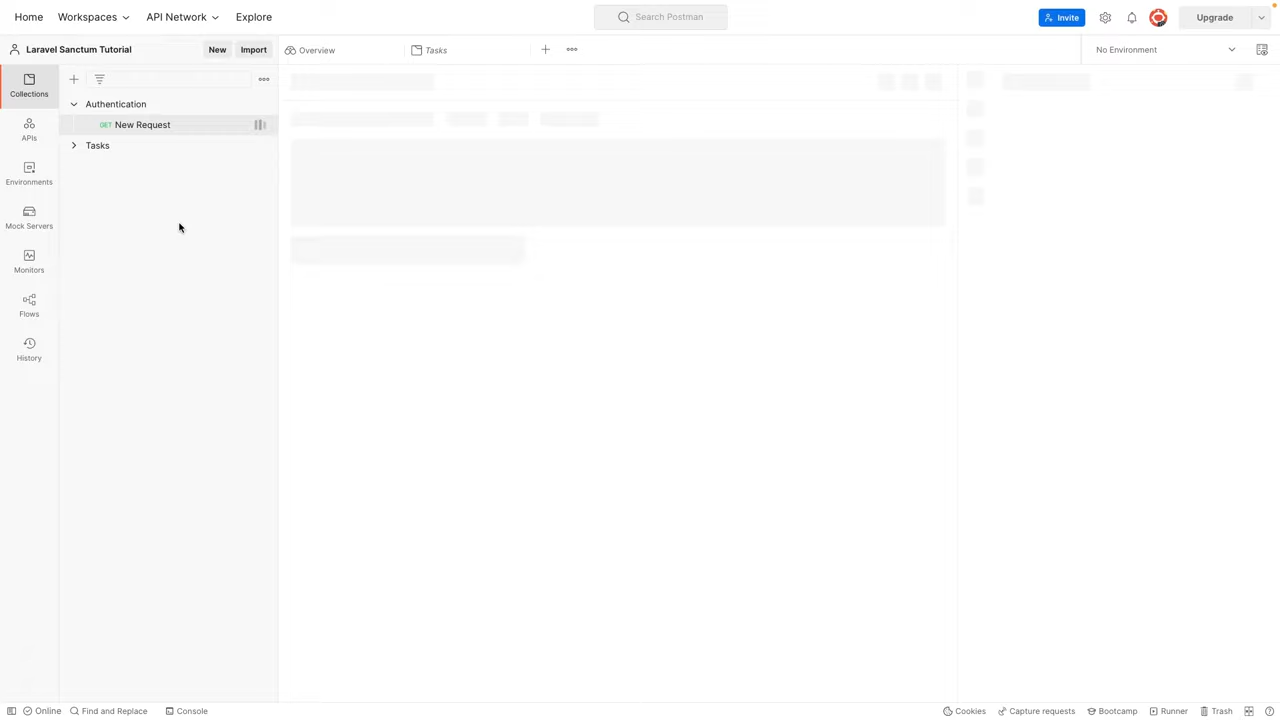 Home Workspaces API Network Explore Search Postman Invite Upgrade
Laravel Sanctum Tutorial New Import Overview Tasks No Environment
Collections
Authentication
GET New Request
Tasks
APIs
Environments
Mock Servers
Monitors
Flows
History
Online Find and Replace Console Cookies Capture requests Bootcamp Runner Trash